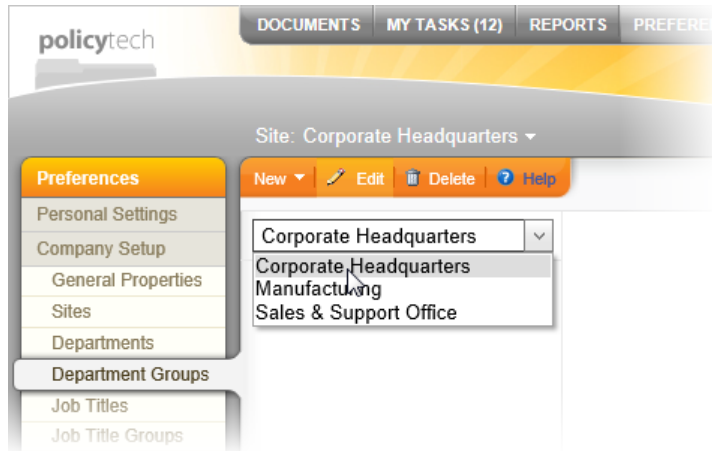 policytech
DOCUMENTS MY TASKS (12) REPORTS PREFERE
Site: Corporate Headquarters
Preferences
New Edit Delete Help
Personal Settings
Company Setup
General Properties
Sites
Departments
Department Groups
Job Titles
Job Title Groups
Corporate Headquarters
Corporate Headquarters
Manufacturing
Sales & Support Office